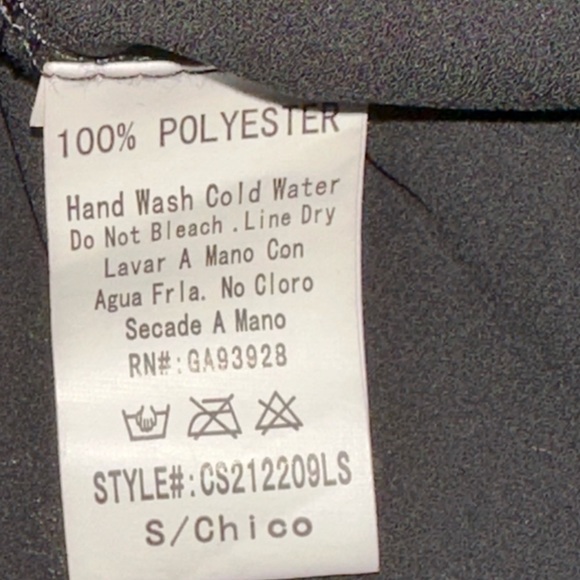 100% POLYESTER
Hand Wash Cold Water
Do Not Bleach .Line Dry
Lavar A Mano Con
Agua Frla. No Cloro
Secade A Mano
RN#:GA93928
STYLE#:CS212209LS
S/Chico